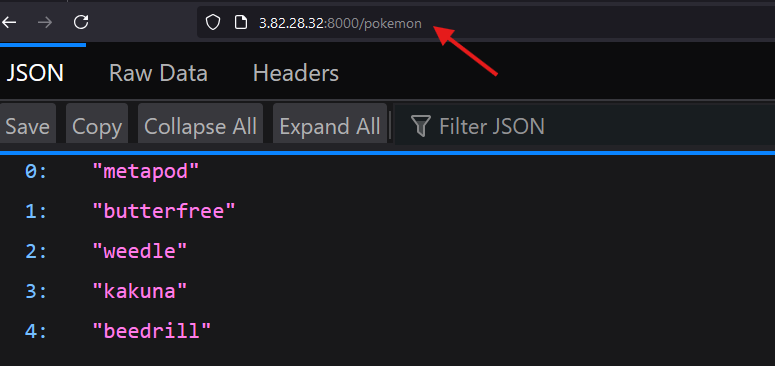 3.82.28.32:8000/pokemon
JSON Raw Data Headers
Save Copy Collapse All Expand All Filter JSON
0: "metapod"
1: "butterfree"
2: "weedle"
3: "kakuna"
4: "beedrill"